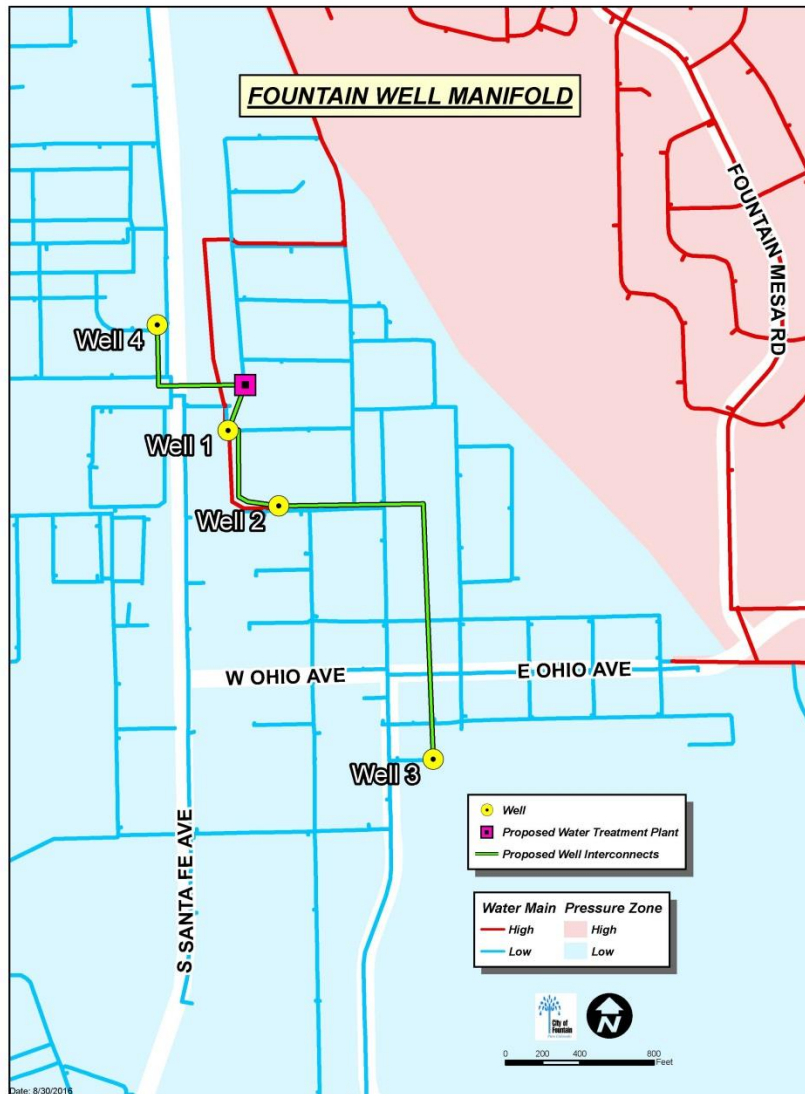 FOUNTAIN WELL MANIFOLD
FOUNTAIN MESA RD
Well 4
Well 1
Well 2
W OHIO AVE
E OHIO AVE
Well 3
S SANTA FE AVE
Well
Proposed Water Treatment Plant
Proposed Well Interconnects
Water Main Pressure Zone
High High
Low Low
City of
Fountain
N
0 200 400 800
Feet
Date: 8/30/2016